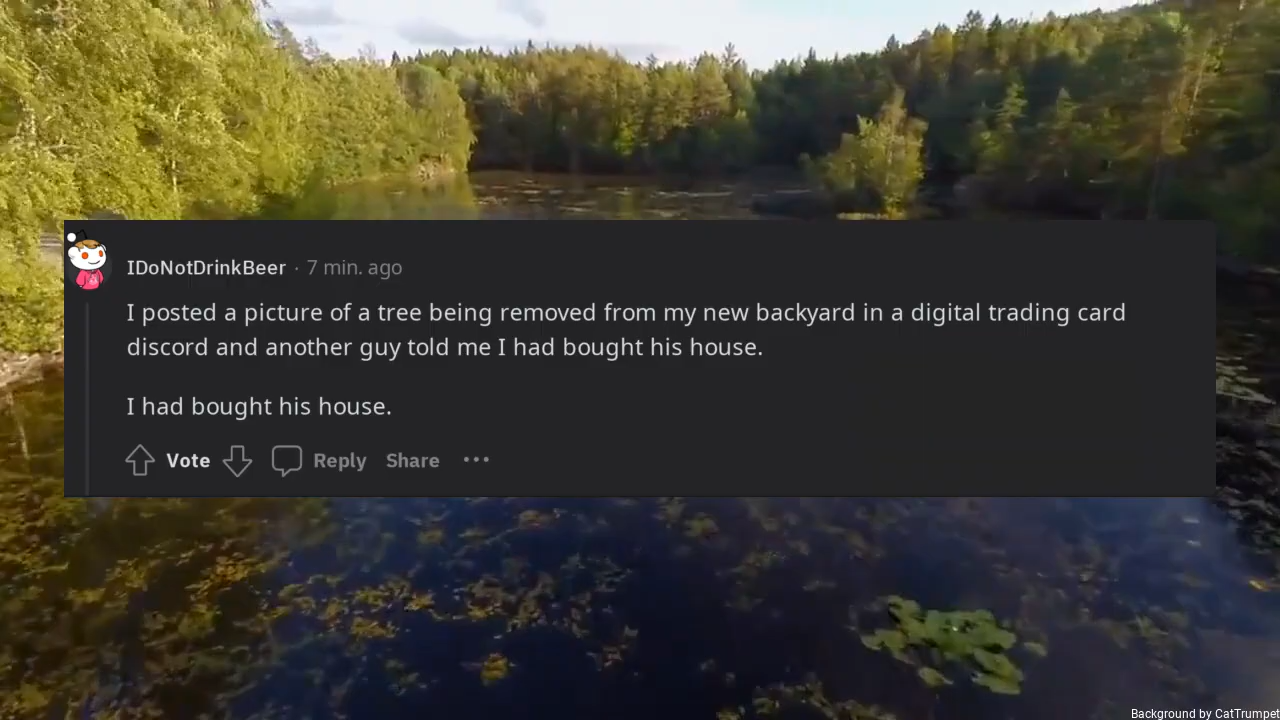 IDoNotDrinkBeer · 7 min. ago
I posted a picture of a tree being removed from my new backyard in a digital trading card
discord and another guy told me I had bought his house.
I had bought his house.
Vote Reply Share ···
Background by CatTrumpet